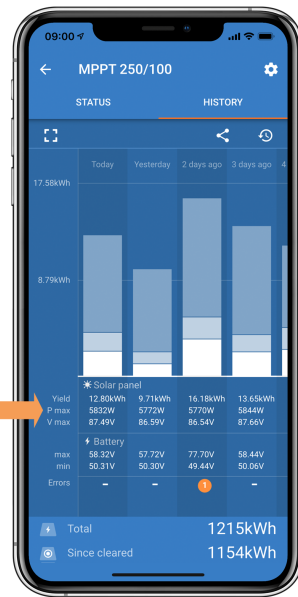 09:00
MPPT 250/100
STATUS HISTORY
Today Yesterday 2 days ago 3 days ago 4
17.58kWh
8.79kWh
Solar panel
Yield 12.80kWh 9.71kWh 16.18kWh 13.65kWh
P max 5832W 5772W 5770W 5844W
V max 87.49V 86.59V 86.54V 87.66V
Battery
max 58.32V 57.72V 77.70V 58.44V
min 50.31V 50.30V 49.44V 50.06V
Errors – – 1 –
Total 1215kWh
Since cleared 1154kWh